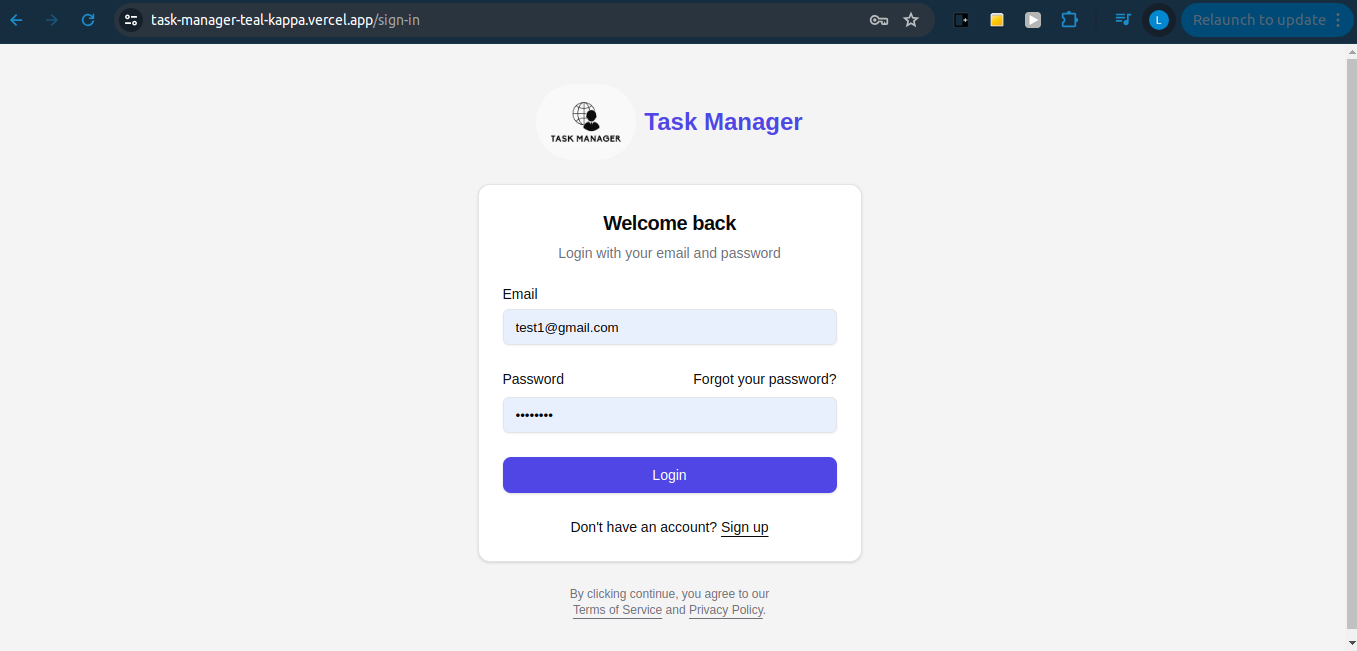 task-manager-teal-kappa.vercel.app/sign-in
L
Relaunch to update
TASK MANAGER
Task Manager
Welcome back
Login with your email and password
Email
test1@gmail.com
Password
Forgot your password?
••••••••
Login
Don't have an account? Sign up
By clicking continue, you agree to our
Terms of Service and Privacy Policy.